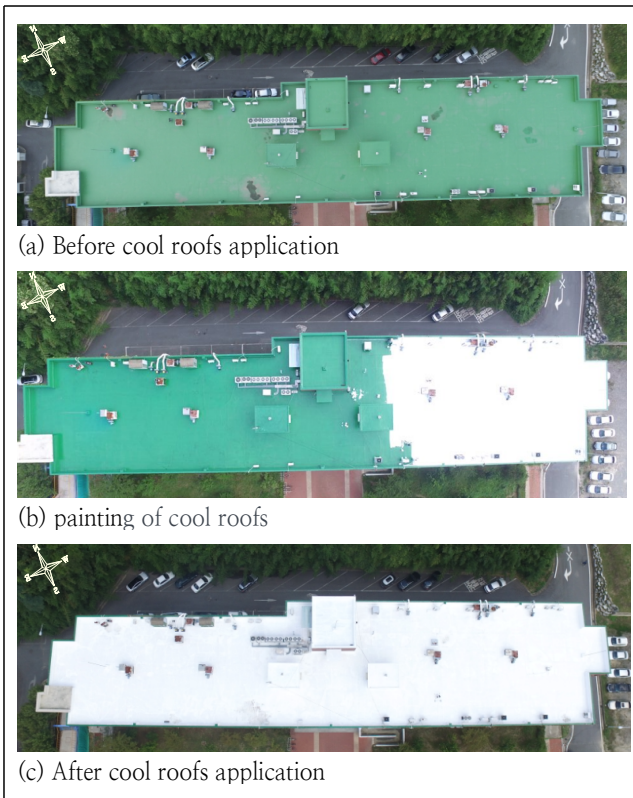 (a) Before cool roofs application
(b) painting of cool roofs
(c) After cool roofs application